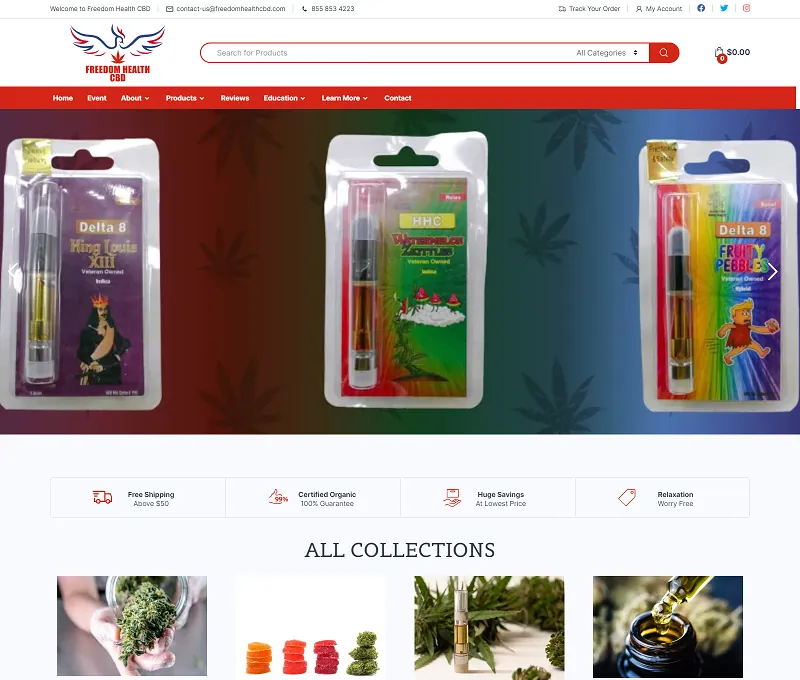 Welcome to Freedom Health CBD
contact-us@freedomhealthcbd.com
855 853 4223
Track Your Order
My Account
FREEDOM HEALTH
CBD
Search for Products
All Categories
0
$0.00
Home
Event
About
Products
Reviews
Education
Learn More
Contact
Delta 8
King Louis
XIII
Veteran Owned
Indica
HHC
Veteran Owned
Indica
Delta 8
FRUITY
PEBBLES
Veteran Owned
Hybrid
Free Shipping
Above $50
99%
Certified Organic
100% Guarantee
Huge Savings
At Lowest Price
Relaxation
Worry Free
ALL COLLECTIONS